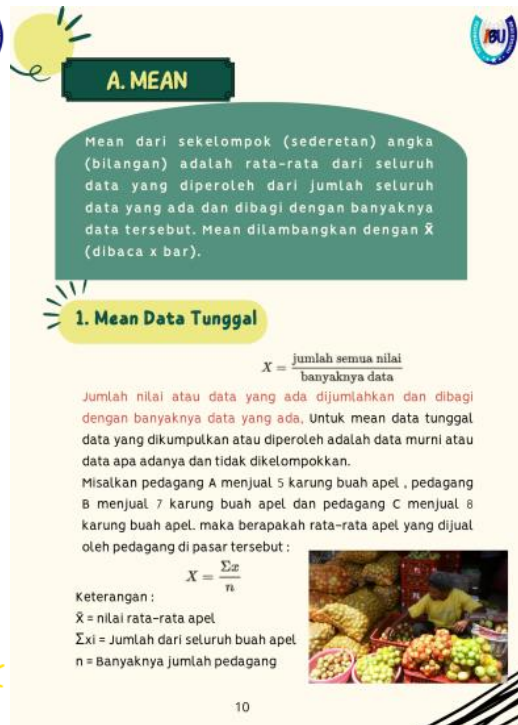 IBU
A. MEAN
Mean dari sekelompok (sederetan) angka
(bilangan) adalah rata-rata dari seluruh
data yang diperoleh dari jumlah seluruh
data yang ada dan dibagi dengan banyaknya
data tersebut. Mean dilambangkan dengan x̄
(dibaca x bar).
1. Mean Data Tunggal
X = jumlah semua nilai / banyaknya data
Jumlah nilai atau data yang ada dijumlahkan dan dibagi
dengan banyaknya data yang ada. Untuk mean data tunggal
data yang dikumpulkan atau diperoleh adalah data murni atau
data apa adanya dan tidak dikelompokkan.
Misalkan pedagang A menjual 5 karung buah apel , pedagang
B menjual 7 karung buah apel dan pedagang C menjual 8
karung buah apel. maka berapakah rata-rata apel yang dijual
oleh pedagang di pasar tersebut :
X = Σx / n
Keterangan :
x̄ = nilai rata-rata apel
Σxi = Jumlah dari seluruh buah apel
n = Banyaknya jumlah pedagang
10